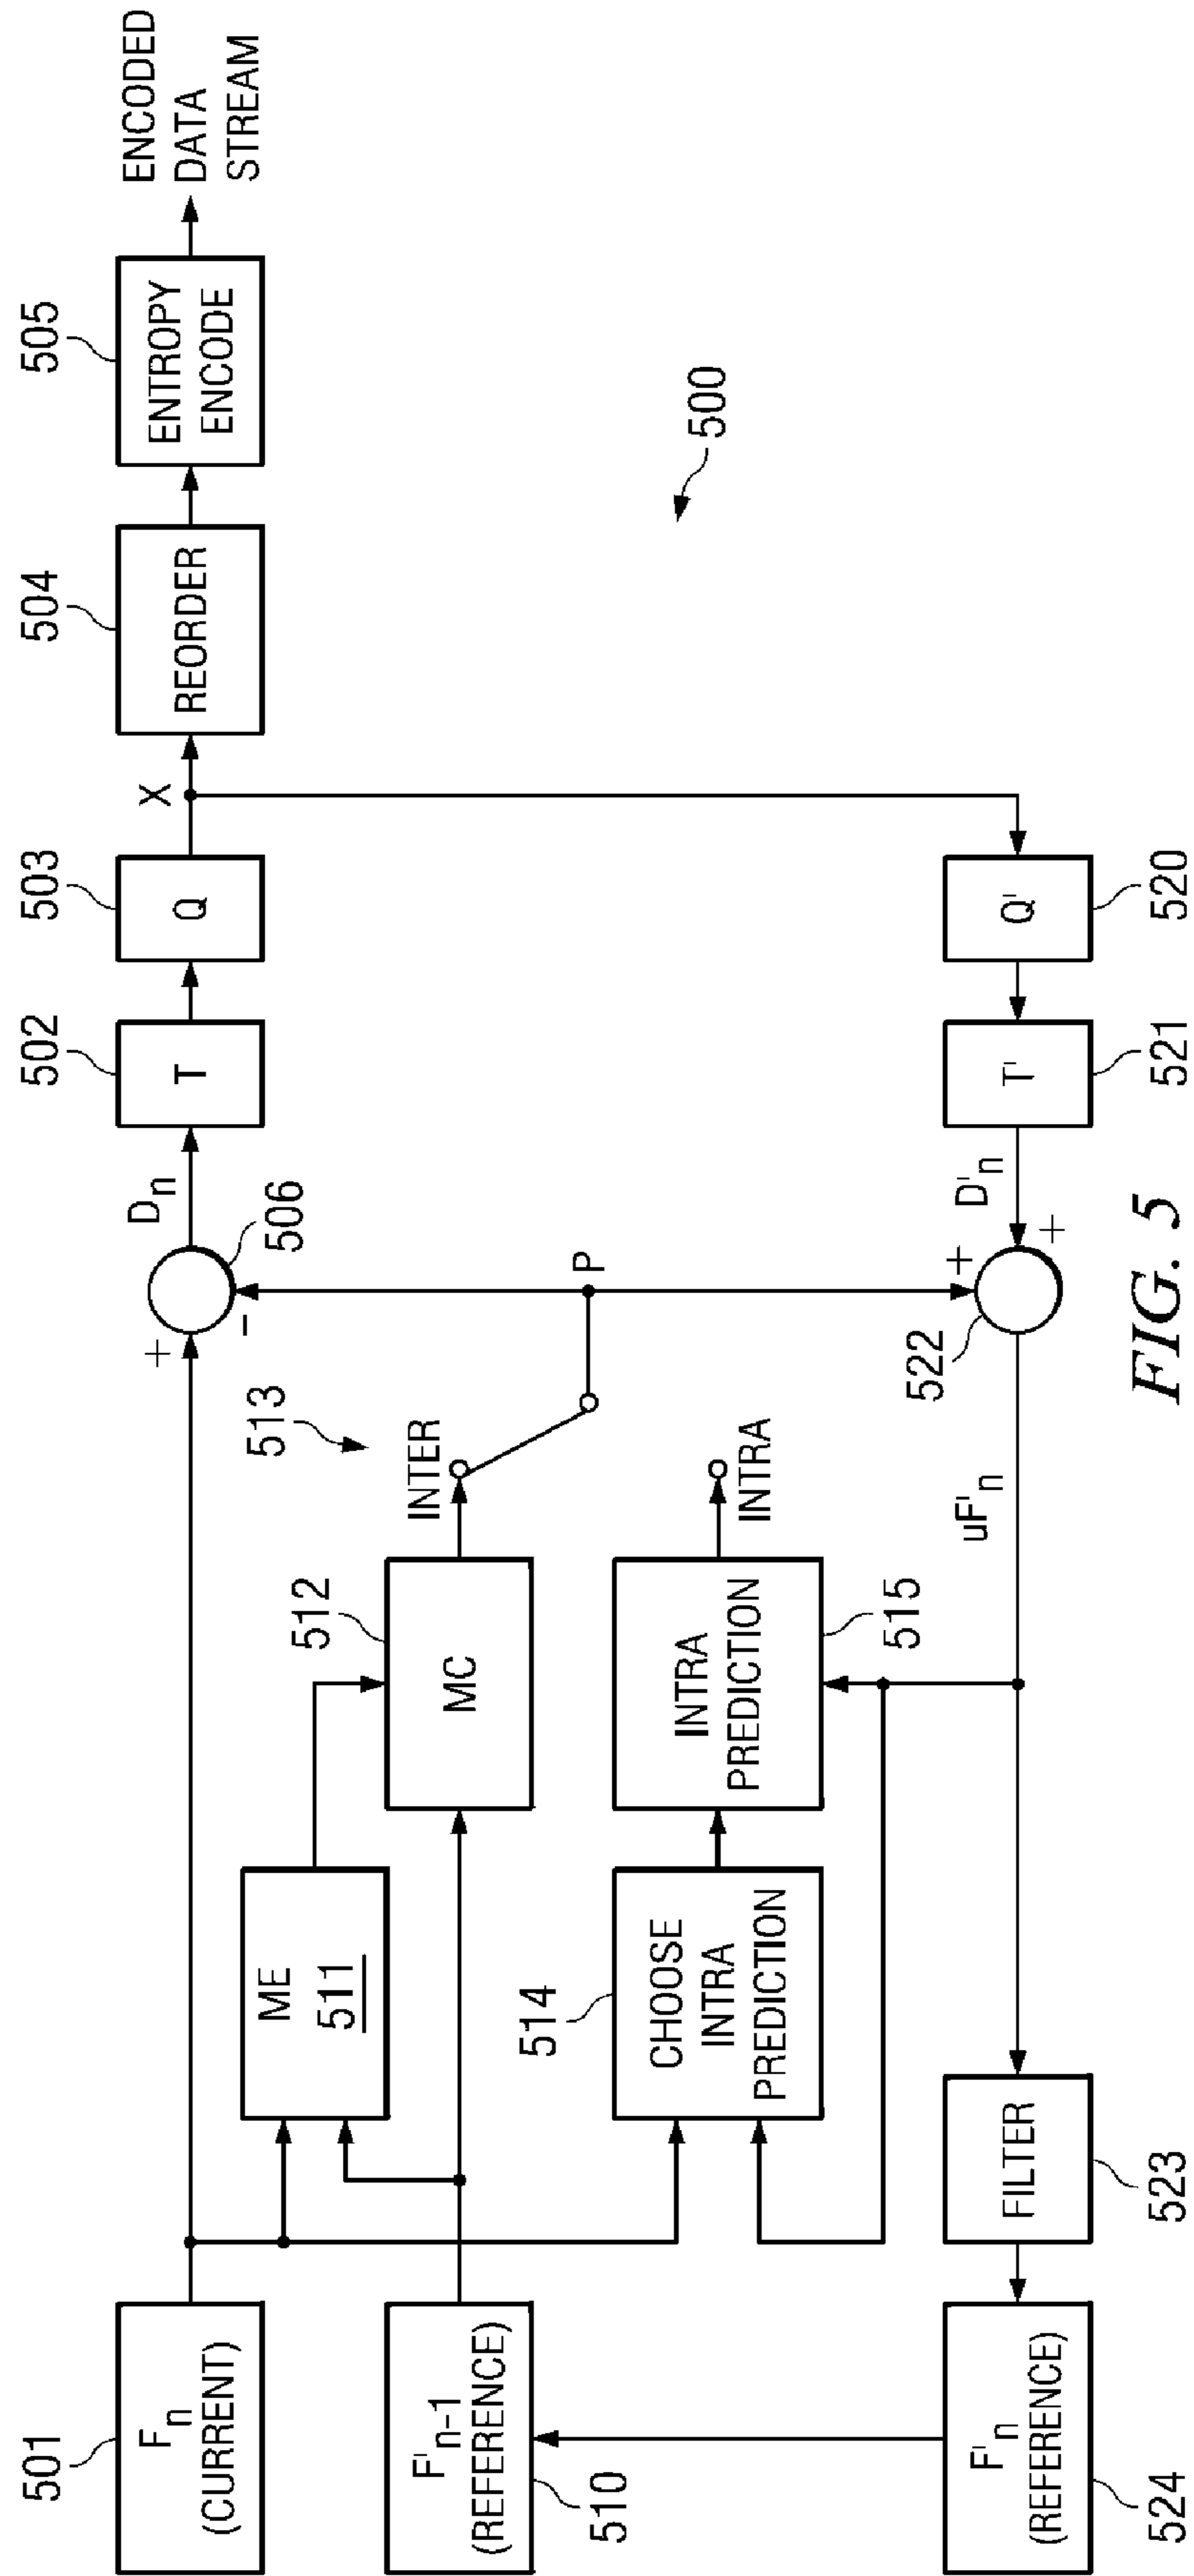 501
F n
(CURRENT)
+
-
506
D n
502
T
503
Q
X
504
REORDER
505
ENTROPY
ENCODE
ENCODED
DATA
STREAM
ME
511
512
MC
513
INTER
F' n-1
(REFERENCE)
510
P
500
514
CHOOSE
INTRA
PREDICTION
INTRA
PREDICTION
515
INTRA
F' n
(REFERENCE)
524
FILTER
523
uF' n
522
+
+
D' n
T'
521
Q'
520
FIG. 5